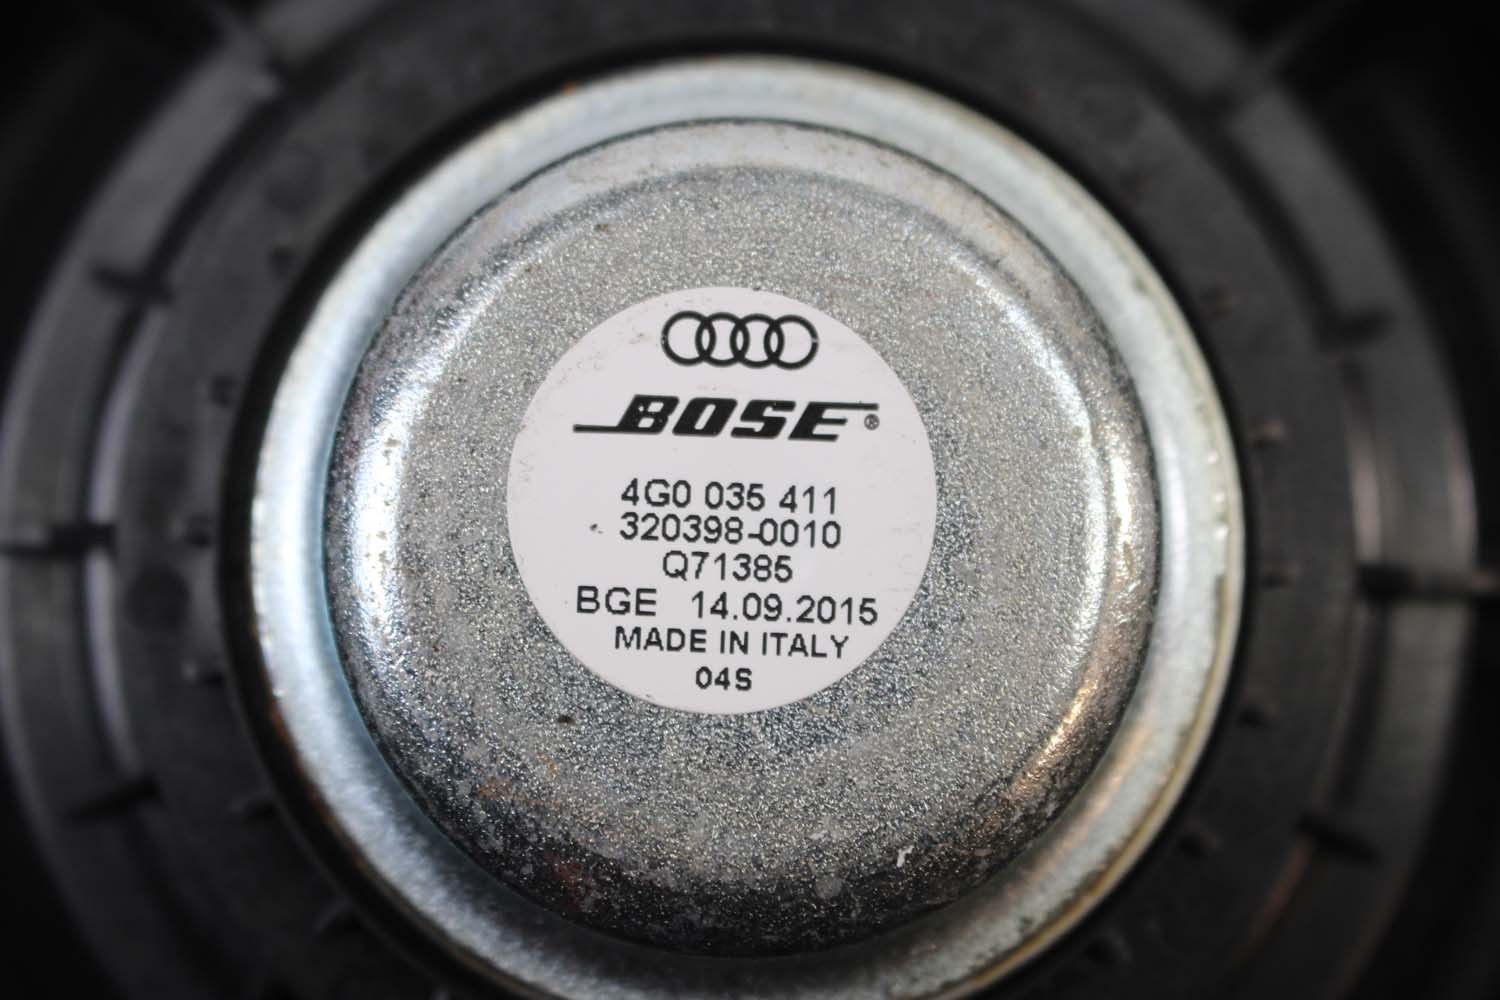 BOSE®
4G0 035 411
320398-0010
Q71385
BGE 14.09.2015
MADE IN ITALY
04S